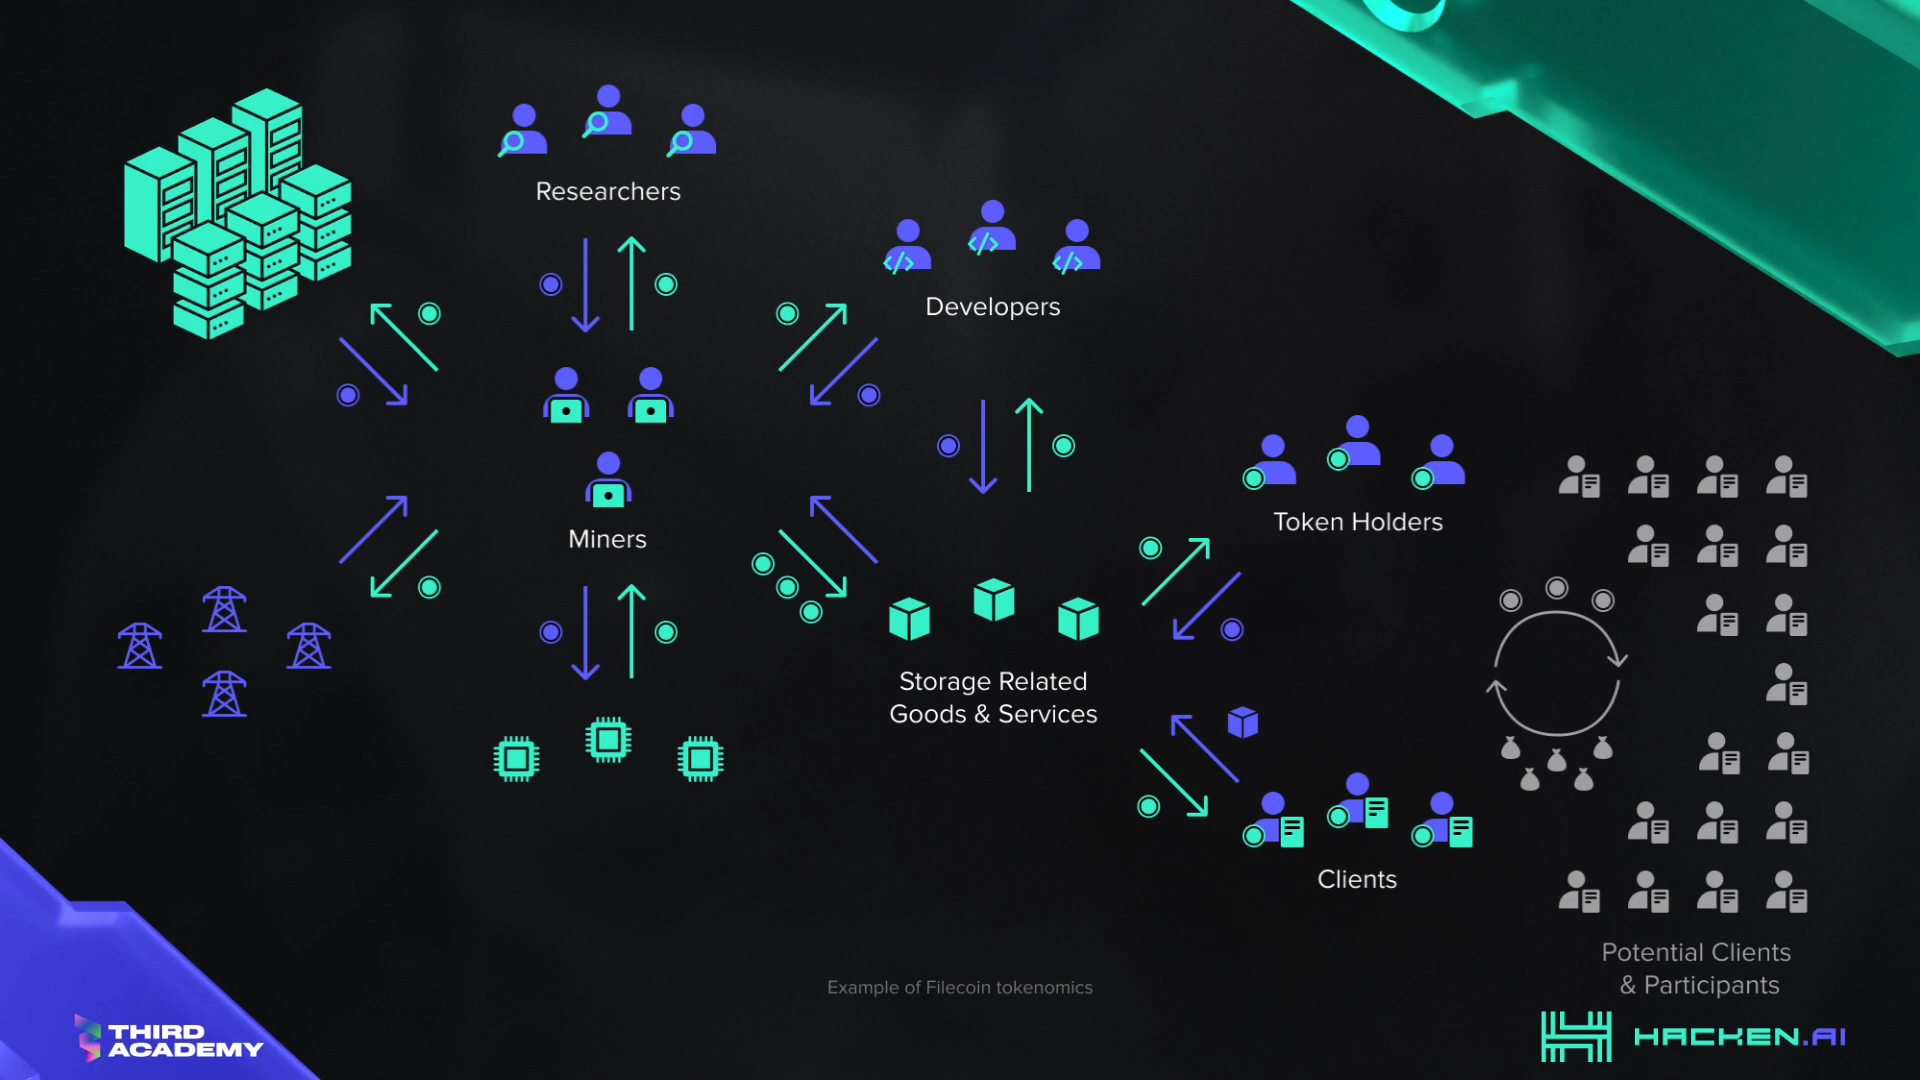 Researchers
Developers
Token Holders
Miners
Storage Related
Goods & Services
Clients
Potential Clients
& Participants
Example of Filecoin tokenomics
THIRD
ACADEMY
HACKEN.AI